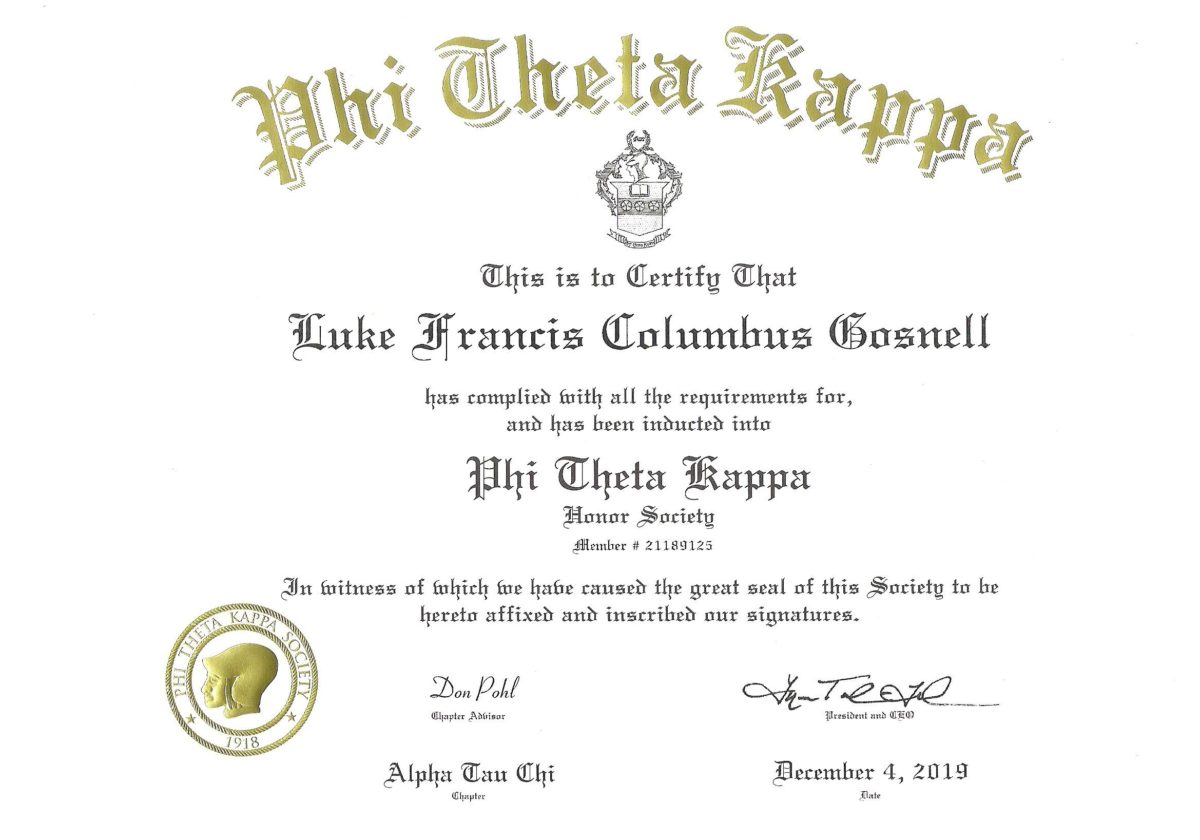 Phi Theta Kappa
This is to Certify That
Luke Francis Columbus Gosnell
has complied with all the requirements for,
and has been inducted into
Phi Theta Kappa
Honor Society
Member # 21189125
In witness of which we have caused the great seal of this Society to be
hereto affixed and inscribed our signatures.
PHI THETA KAPPA SOCIETY
1918
Don Pohl
Chapter Advisor
President and CEO
Alpha Tau Chi
Chapter
December 4, 2019
Date